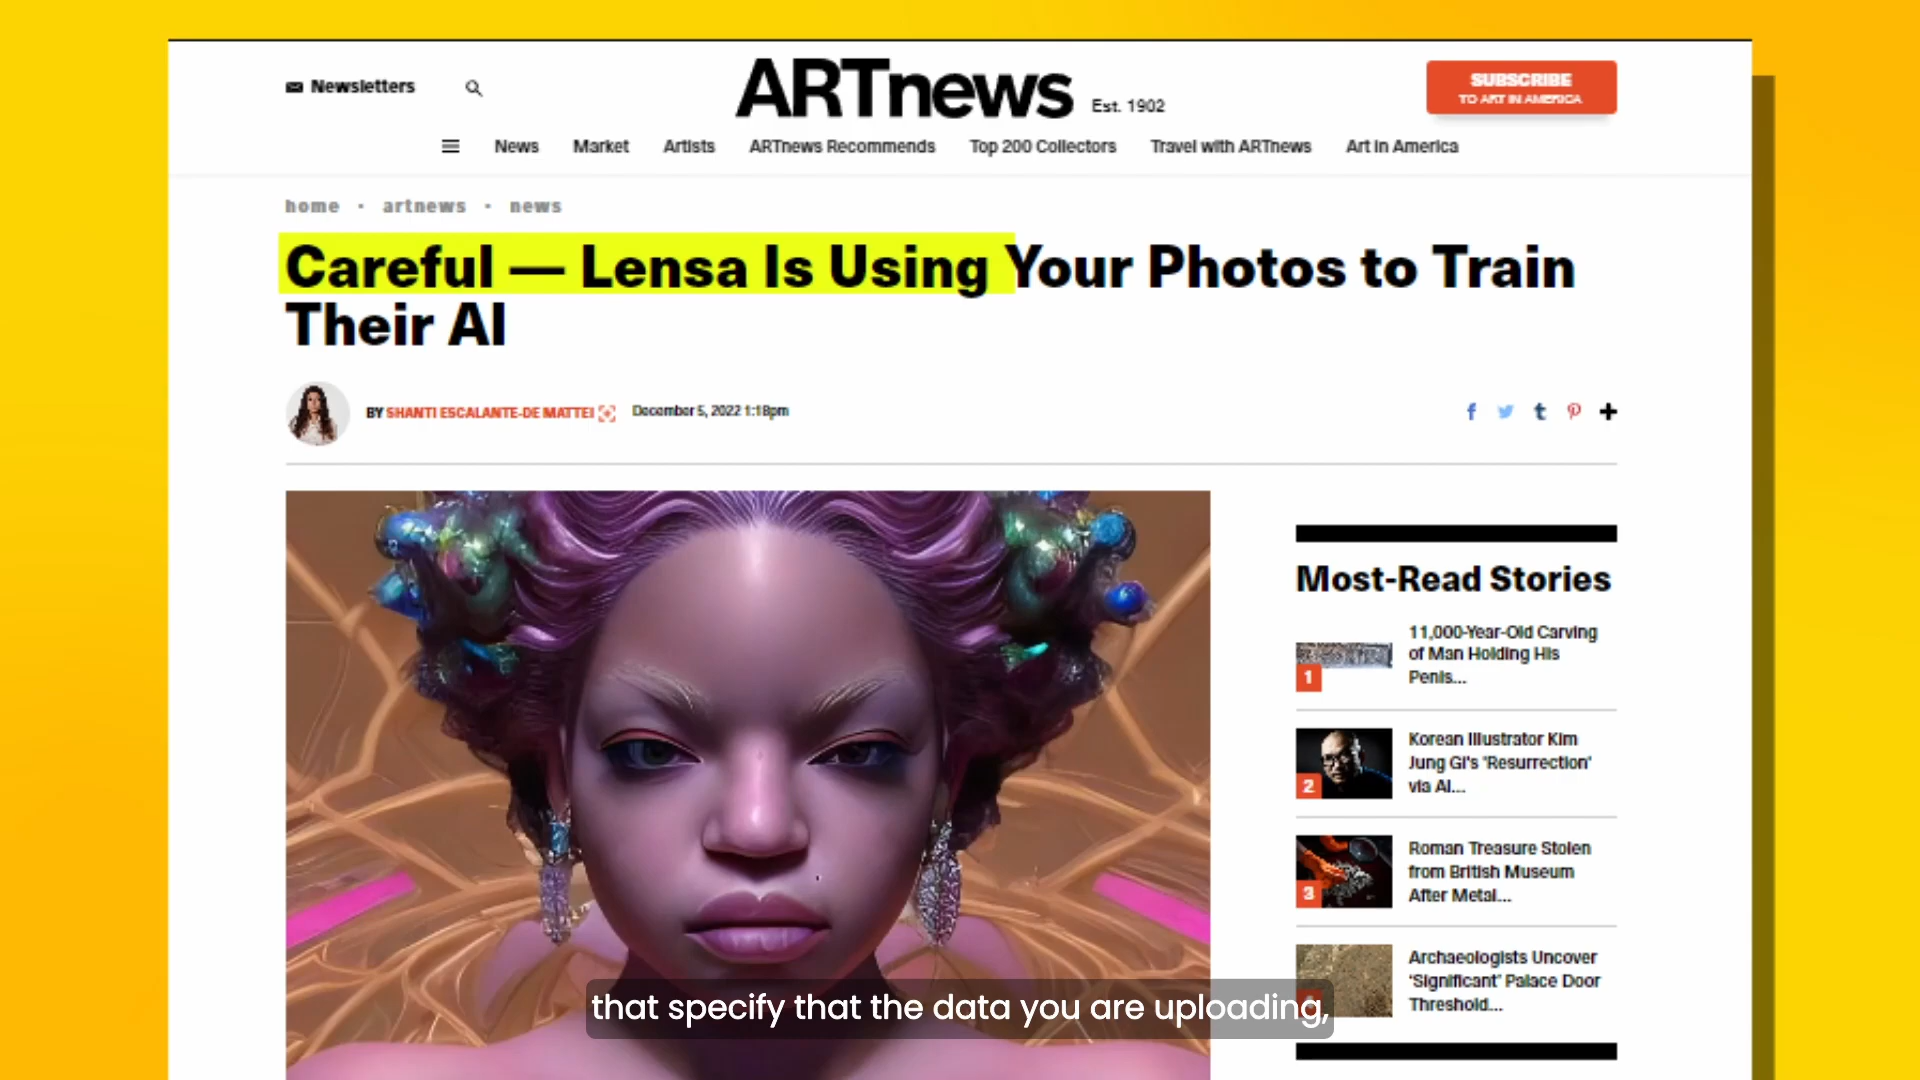 Newsletters
ARTnews
Est. 1902
SUBSCRIBE
TO ART IN AMERICA
News Market Artists ARTnews Recommends Top 200 Collectors Travel with ARTnews Art in America
home • artnews • news
Careful — Lensa Is Using Your Photos to Train
Their AI
BY SHANTI ESCALANTE-DE MATTEI December 5, 2022 1:18pm
Most-Read Stories
1
11,000-Year-Old Carving
of Man Holding His
Penis...
2
Korean Illustrator Kim
Jung Gi's 'Resurrection'
via AI...
3
Roman Treasure Stolen
from British Museum
After Metal...
4
Archaeologists Uncover
'Significant' Palace Door
Threshold...
that specify that the data you are uploading,